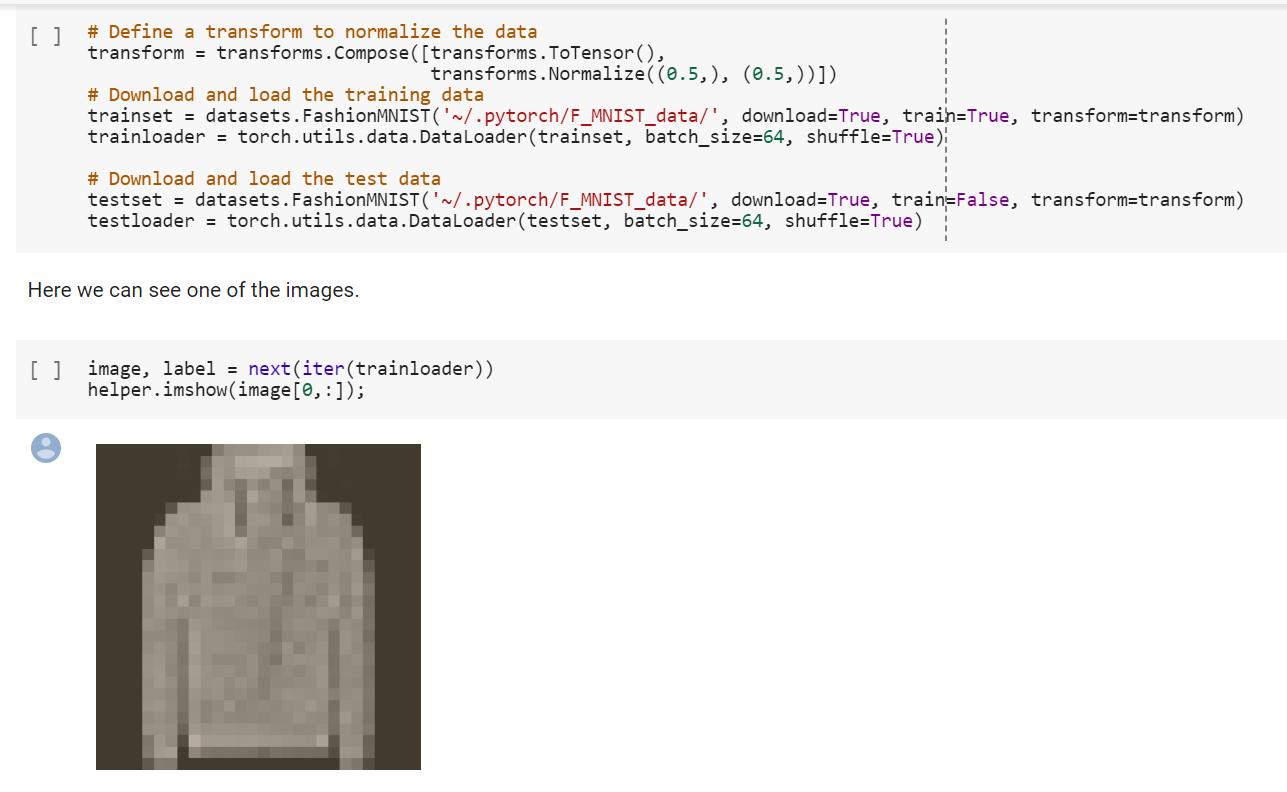 [ ] # Define a transform to normalize the data
transform = transforms.Compose([transforms.ToTensor(),
transforms.Normalize((0.5,), (0.5,))])
# Download and load the training data
trainset = datasets.FashionMNIST('~/.pytorch/F_MNIST_data/', download=True, train=True, transform=transform)
trainloader = torch.utils.data.DataLoader(trainset, batch_size=64, shuffle=True)
# Download and load the test data
testset = datasets.FashionMNIST('~/.pytorch/F_MNIST_data/', download=True, train=False, transform=transform)
testloader = torch.utils.data.DataLoader(testset, batch_size=64, shuffle=True)
Here we can see one of the images.
[ ] image, label = next(iter(trainloader))
helper.imshow(image[0,:]);